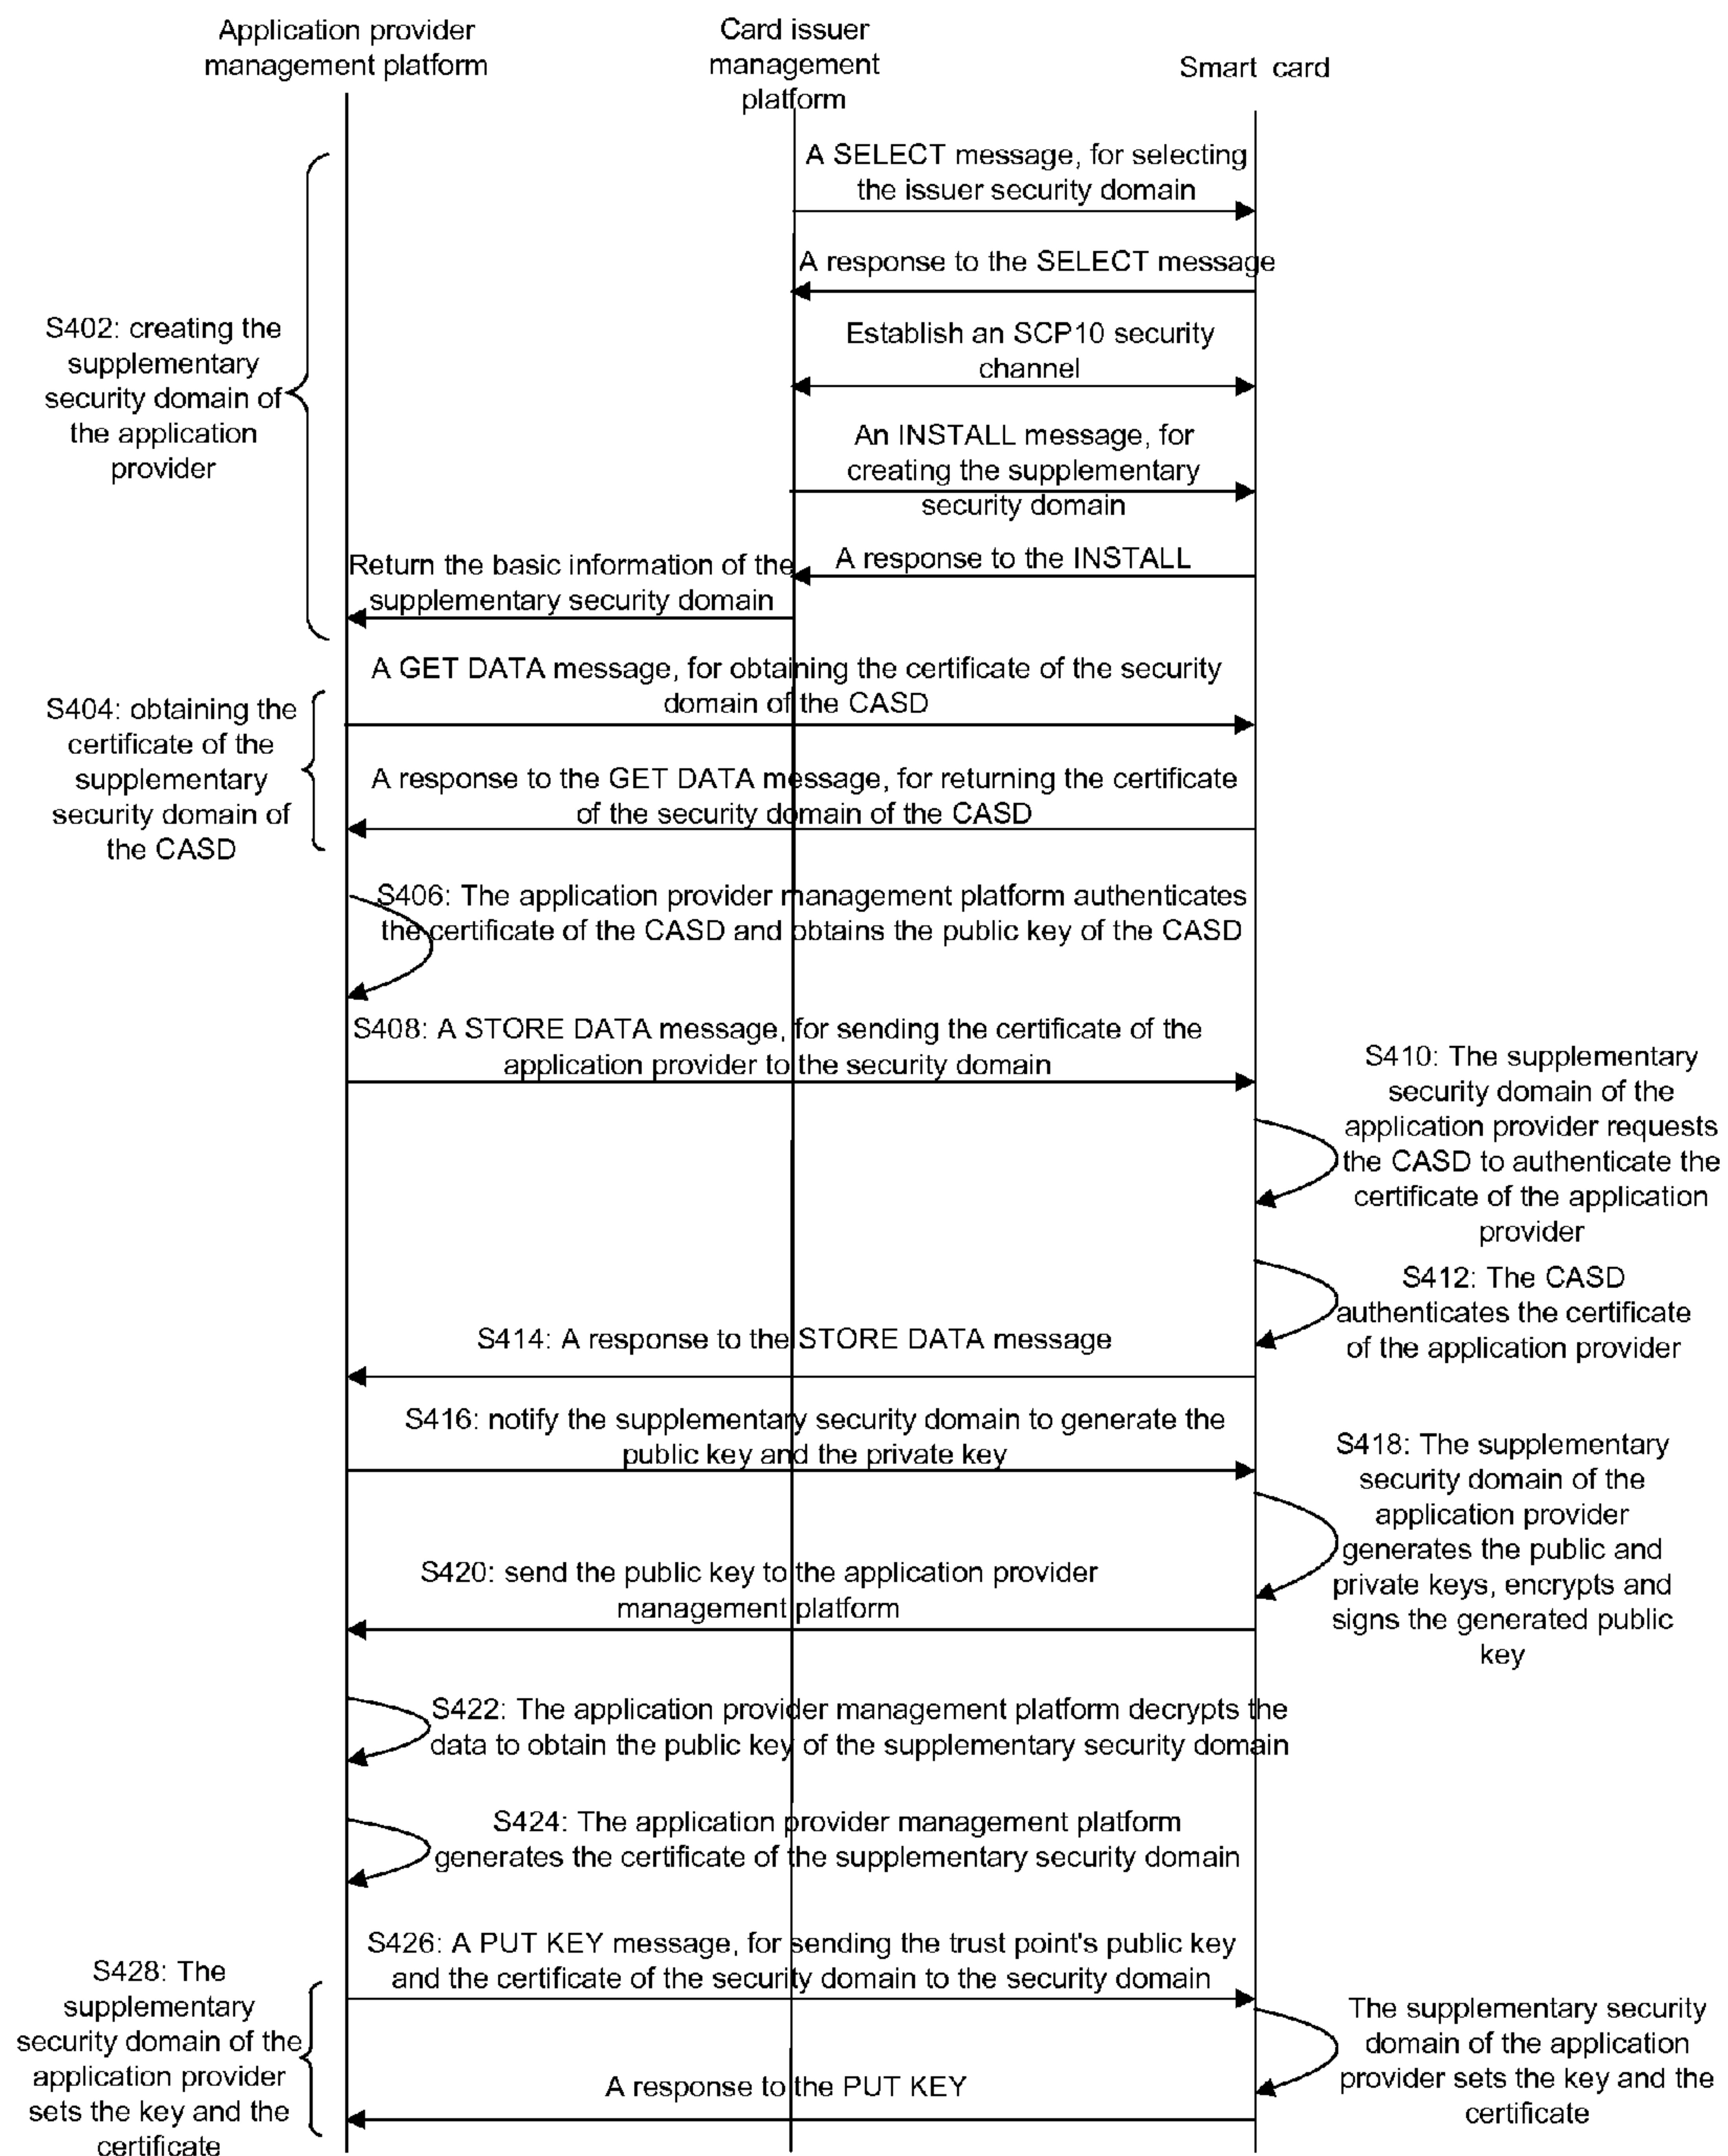 Application provider
management platform
Card issuer
management
platform
Smart card
A SELECT message, for selecting
the issuer security domain
A response to the SELECT message
S402: creating the
supplementary
security domain of
the application
provider
Establish an SCP10 security
channel
An INSTALL message, for
creating the supplementary
security domain
A response to the INSTALL
Return the basic information of the
supplementary security domain
A GET DATA message, for obtaining the certificate of the security
domain of the CASD
S404: obtaining the
certificate of the
supplementary
security domain of
the CASD
A response to the GET DATA message, for returning the certificate
of the security domain of the CASD
S406: The application provider management platform authenticates
the certificate of the CASD and obtains the public key of the CASD
S408: A STORE DATA message, for sending the certificate of the
application provider to the security domain
S410: The supplementary
security domain of the
application provider requests
the CASD to authenticate the
certificate of the application
provider
S412: The CASD
authenticates the certificate
of the application provider
S414: A response to the STORE DATA message
S416: notify the supplementary security domain to generate the
public key and the private key
S418: The supplementary
security domain of the
application provider
generates the public and
private keys, encrypts and
signs the generated public
key
S420: send the public key to the application provider
management platform
S422: The application provider management platform decrypts the
data to obtain the public key of the supplementary security domain
S424: The application provider management platform
generates the certificate of the supplementary security domain
S426: A PUT KEY message, for sending the trust point's public key
and the certificate of the security domain to the security domain
S428: The
supplementary
security domain of the
application provider
sets the key and the
certificate
The supplementary security
domain of the application
provider sets the key and the
certificate
A response to the PUT KEY